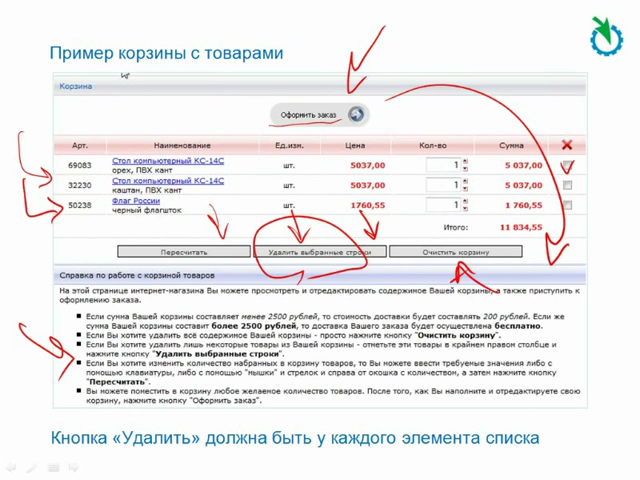 Пример корзины с товарами
Корзина
Оформить заказ
Арт. Наименование Ед.изм. Цена Кол-во Сумма
69083 Стол компьютерный КС-14С орех, ПВХ кант шт. 5037,00 1 5 037,00
32230 Стол компьютерный КС-14С каштан, ПВХ кант шт. 5037,00 1 5 037,00
50238 Флаг России черный флагшток шт. 1760,55 1 1 760,55
Итого: 11 834,55
Пересчитать Удалить выбранные строки Очистить корзину
Справка по работе с корзиной товаров
На этой странице интернет-магазина Вы можете просмотреть и отредактировать содержимое Вашей корзины, а также приступить к
оформлению заказа.
Если сумма Вашей корзины составляет менее 2500 рублей, то стоимость доставки будет составлять 200 рублей. Если же
сумма Вашей корзины составит более 2500 рублей, то доставка Вашего заказа будет осуществлена бесплатно.
Если Вы хотите удалить всё содержимое Вашей корзины - просто нажмите кнопку "Очистить корзину".
Если Вы хотите удалить лишь некоторые товары из Вашей корзины - отметьте эти товары в крайнем правом столбце и
нажмите кнопку "Удалить выбранные строки".
Если Вы хотите изменить количество набранных в корзину товаров, то Вы можете ввести требуемые значения либо с
помощью клавиатуры, либо с помощью "мышки" и стрелок и справа от окошка с количеством, а затем нажмите кнопку
"Пересчитать".
Вы можете поместить в корзину любое желаемое количество товаров. После того, как Вы наполните и отредактируете свою
корзину, нажмите кнопку "Оформить заказ".
Кнопка «Удалить» должна быть у каждого элемента списка